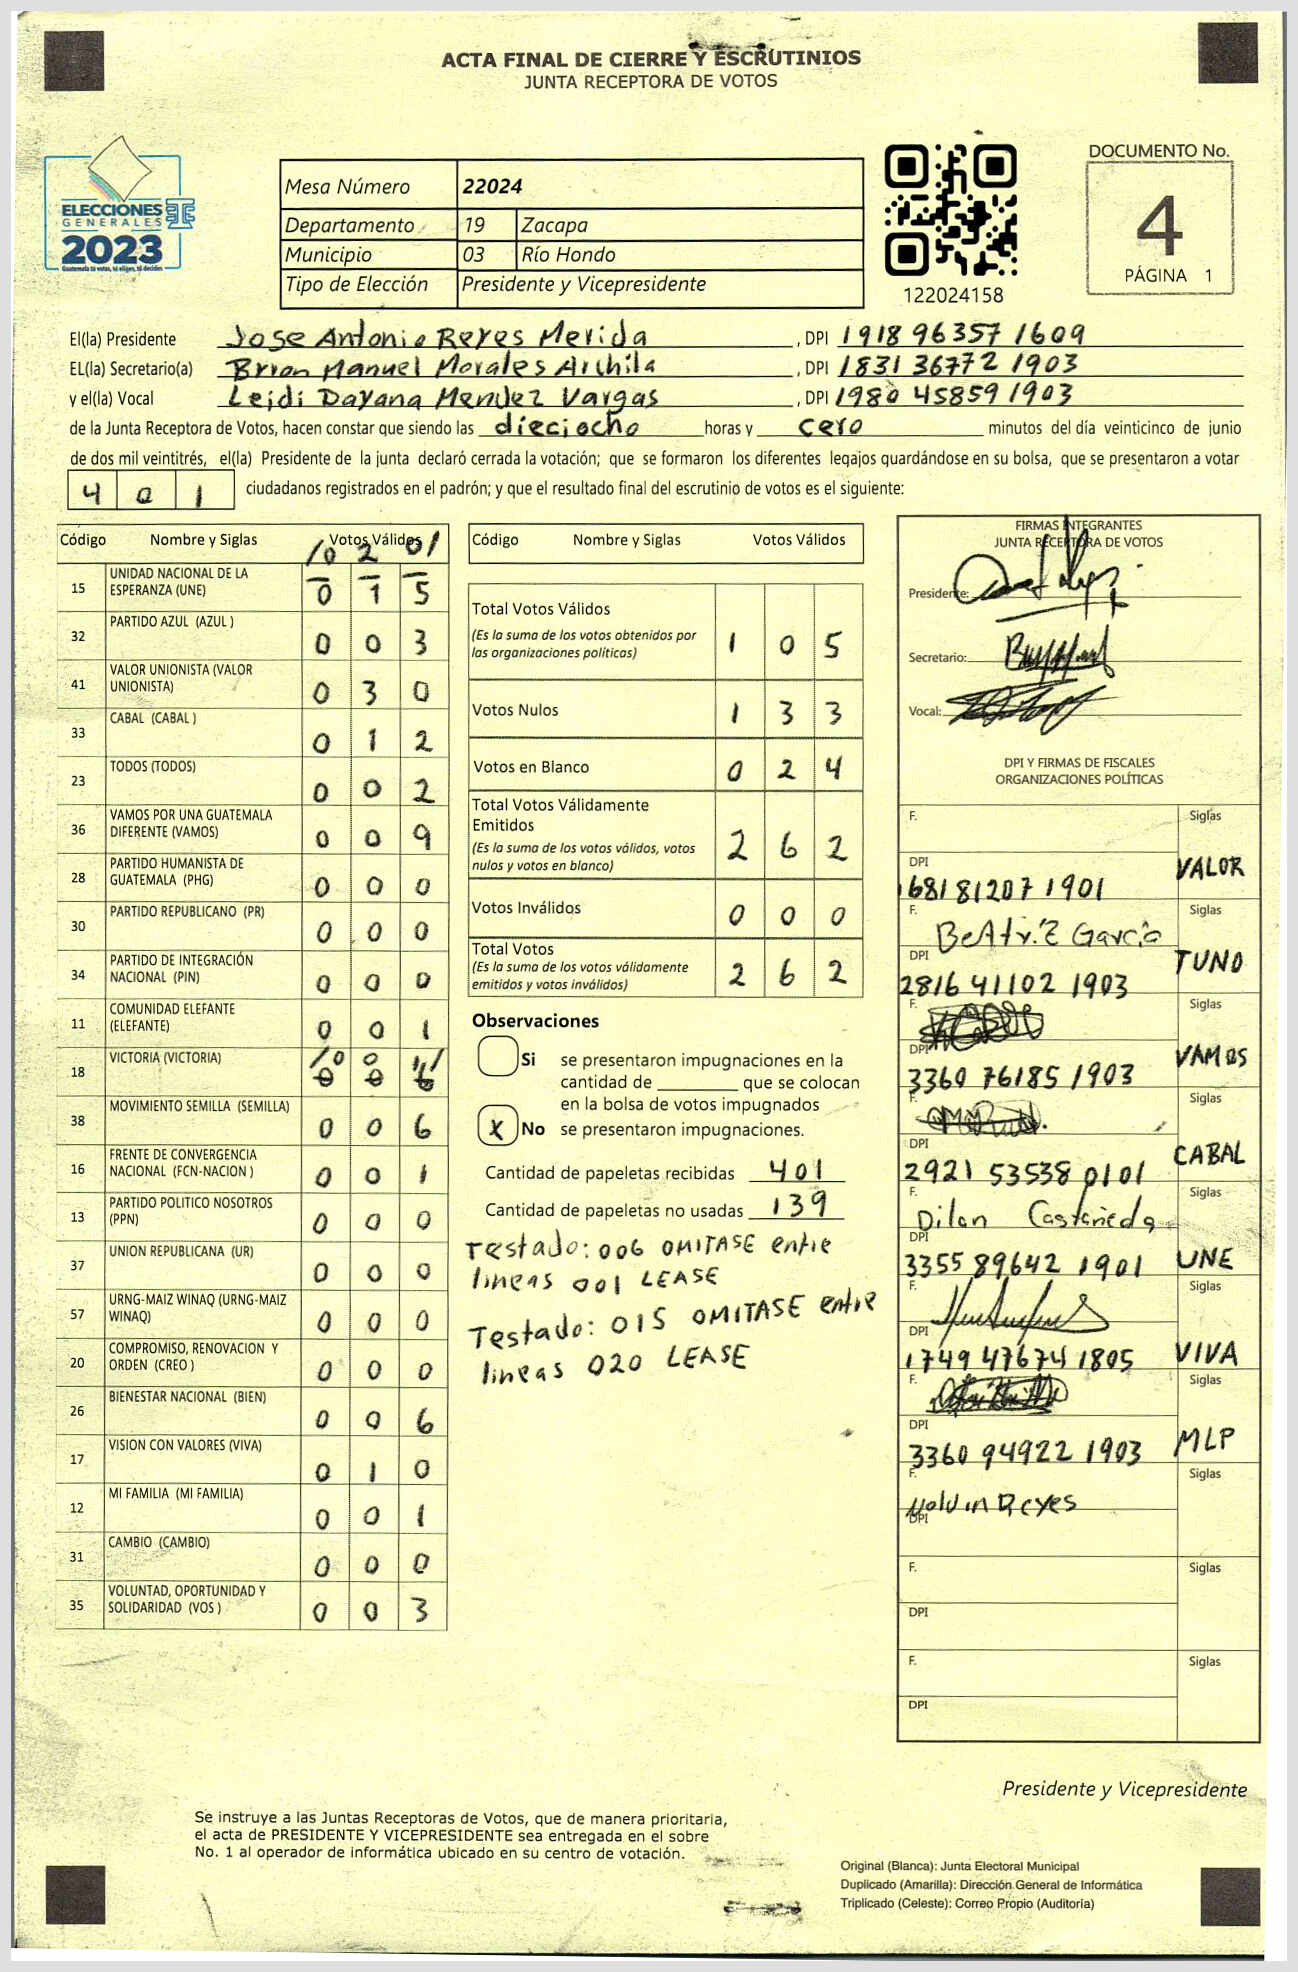 ACTA FINAL DE CIERRE Y ESCRUTINIOS
JUNTA RECEPTORA DE VOTOS
ELECCIONES
GENERALES
2023
Guatemala tú votas, tú eliges, tú decides
Mesa Número 22024
Departamento 19 Zacapa
Municipio 03 Río Hondo
Tipo de Elección Presidente y Vicepresidente
122024158
DOCUMENTO No.
4
PÁGINA 1
El(la) Presidente Jose Antonio Reyes Merida , DPI 1918 96357 1609
EL(la) Secretario(a) Brian Manuel Morales Archila , DPI 1831 36772 1903
y el(la) Vocal Leidi Dayana Mendez Vargas , DPI 1980 45859 1903
de la Junta Receptora de Votos, hacen constar que siendo las dieciocho horas y cero minutos del día veinticinco de junio
de dos mil veintitrés, el(la) Presidente de la junta declaró cerrada la votación; que se formaron los diferentes legajos guardándose en su bolsa, que se presentaron a votar
4 0 1 ciudadanos registrados en el padrón; y que el resultado final del escrutinio de votos es el siguiente:
Código Nombre y Siglas Votos Válidos
/0 2 0/
15 UNIDAD NACIONAL DE LA ESPERANZA (UNE) 0 1 5
32 PARTIDO AZUL (AZUL ) 0 0 3
41 VALOR UNIONISTA (VALOR UNIONISTA) 0 3 0
33 CABAL (CABAL ) 0 1 2
23 TODOS (TODOS) 0 0 2
36 VAMOS POR UNA GUATEMALA DIFERENTE (VAMOS) 0 0 9
28 PARTIDO HUMANISTA DE GUATEMALA (PHG) 0 0 0
30 PARTIDO REPUBLICANO (PR) 0 0 0
34 PARTIDO DE INTEGRACIÓN NACIONAL (PIN) 0 0 0
11 COMUNIDAD ELEFANTE (ELEFANTE) 0 0 1
18 VICTORIA (VICTORIA) /0 0 1/
0 0 6
38 MOVIMIENTO SEMILLA (SEMILLA) 0 0 6
16 FRENTE DE CONVERGENCIA NACIONAL (FCN-NACION ) 0 0 1
13 PARTIDO POLITICO NOSOTROS (PPN) 0 0 0
37 UNION REPUBLICANA (UR) 0 0 0
57 URNG-MAIZ WINAQ (URNG-MAIZ WINAQ) 0 0 0
20 COMPROMISO, RENOVACION Y ORDEN (CREO ) 0 0 0
26 BIENESTAR NACIONAL (BIEN) 0 0 6
17 VISION CON VALORES (VIVA) 0 1 0
12 MI FAMILIA (MI FAMILIA) 0 0 1
31 CAMBIO (CAMBIO) 0 0 0
35 VOLUNTAD, OPORTUNIDAD Y SOLIDARIDAD (VOS ) 0 0 3
Código Nombre y Siglas Votos Válidos
Total Votos Válidos
(Es la suma de los votos obtenidos por las organizaciones políticas) 1 0 5
Votos Nulos 1 3 3
Votos en Blanco 0 2 4
Total Votos Válidamente Emitidos
(Es la suma de los votos válidos, votos nulos y votos en blanco) 2 6 2
Votos Inválidos 0 0 0
Total Votos
(Es la suma de los votos válidamente emitidos y votos inválidos) 2 6 2
Observaciones
Si se presentaron impugnaciones en la
cantidad de ________ que se colocan
en la bolsa de votos impugnados
X No se presentaron impugnaciones.
Cantidad de papeletas recibidas 401
Cantidad de papeletas no usadas 139
Testado: 006 OMITASE entre
lineas 001 LEASE
Testado: 015 OMITASE entre
lineas 020 LEASE
FIRMAS INTEGRANTES
JUNTA RECEPTORA DE VOTOS
Presidente:
Secretario:
Vocal:
DPI Y FIRMAS DE FISCALES
ORGANIZACIONES POLÍTICAS
F. Siglas
DPI VALOR
1681 81207 1901
F. Beatriz García Siglas
DPI TUNO
2816 41102 1903
F. Siglas
DPI VAMOS
3360 76185 1903
F. Siglas
DPI CABAL
2921 53538 0101
F. Dilan Castañeda Siglas
DPI UNE
3355 89642 1901
F. Siglas
DPI VIVA
1749 47674 1805
F. Siglas
DPI MLP
3360 94922 1903
F. Siglas
Reyes
DPI
F. Siglas
DPI
F. Siglas
DPI
Presidente y Vicepresidente
Se instruye a las Juntas Receptoras de Votos, que de manera prioritaria,
el acta de PRESIDENTE Y VICEPRESIDENTE sea entregada en el sobre
No. 1 al operador de informática ubicado en su centro de votación.
Original (Blanca): Junta Electoral Municipal
Duplicado (Amarilla): Dirección General de Informática
Triplicado (Celeste): Correo Propio (Auditoría)